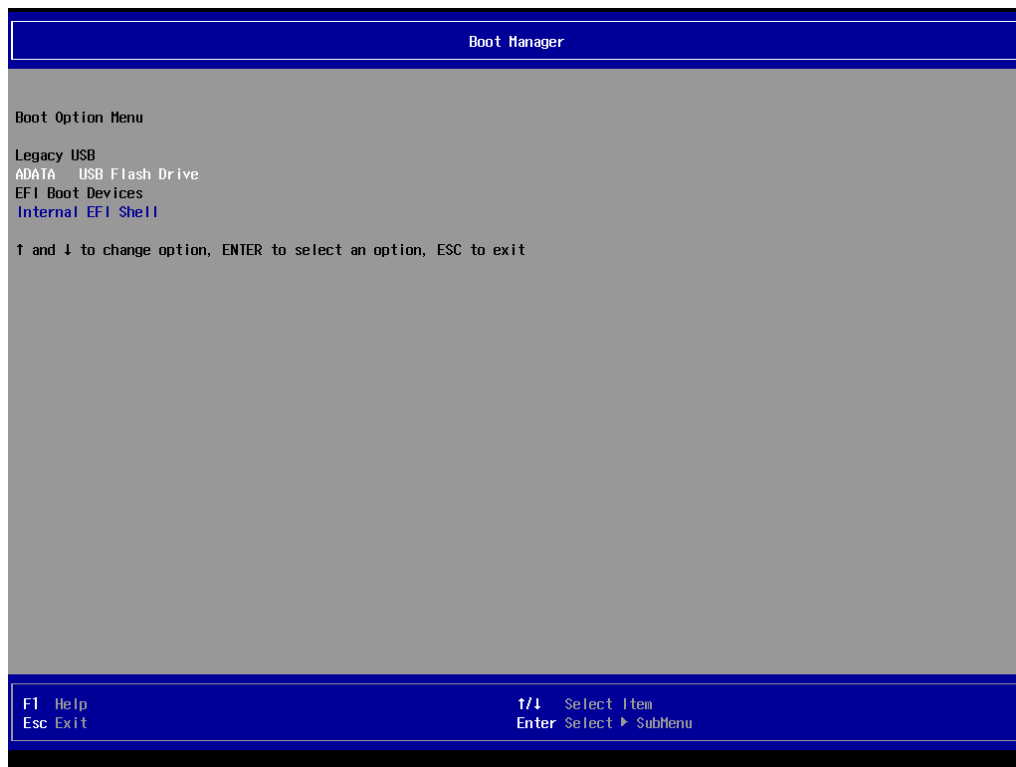 Boot Manager
Boot Option Menu
Legacy USB
ADATA   USB Flash Drive
EFI Boot Devices
Internal EFI Shell
↑ and ↓ to change option, ENTER to select an option, ESC to exit
F1 Help
↑/↓ Select Item
Esc Exit
Enter Select ▶ SubMenu